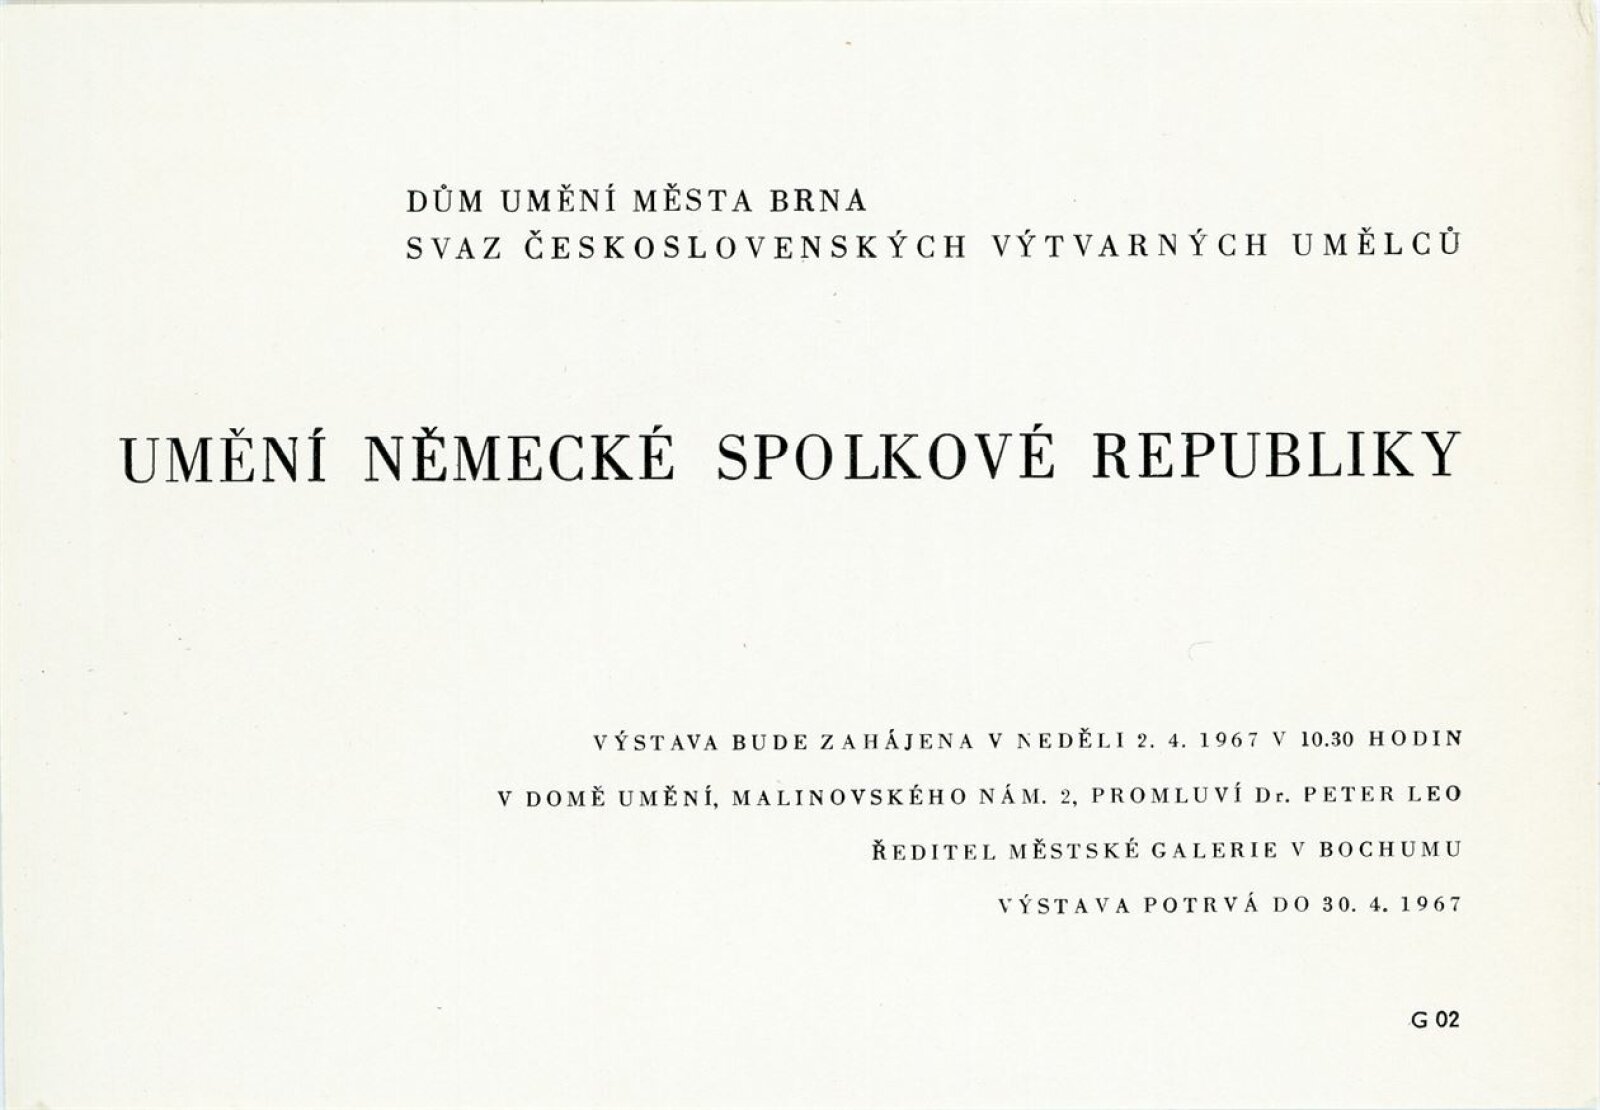 DŮM UMĚNÍ MĚSTA BRNA
SVAZ ČESKOSLOVENSKÝCH VÝTVARNÝCH UMĚLCŮ
UMĚNÍ NĚMECKÉ SPOLKOVÉ REPUBLIKY
VÝSTAVA BUDE ZAHÁJENA V NEDĚLI 2. 4. 1967 V 10.30 HODIN
V DOMĚ UMĚNÍ, MALINOVSKÉHO NÁM. 2, PROMLUVÍ Dr. PETER LEO
ŘEDITEL MĚSTSKÉ GALERIE V BOCHUMU
VÝSTAVA POTRVÁ DO 30. 4. 1967
G 02